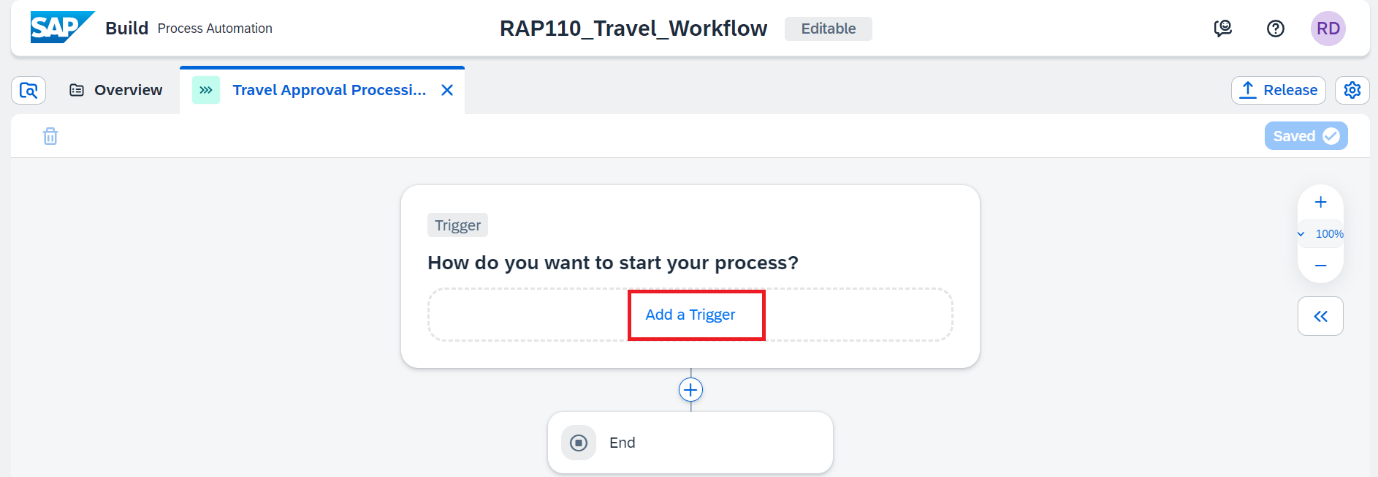 SAP Build Process Automation
RAP110_Travel_Workflow
Editable
RD
Overview
Travel Approval Processi...
Release
Saved
Trigger
How do you want to start your process?
Add a Trigger
100%
End